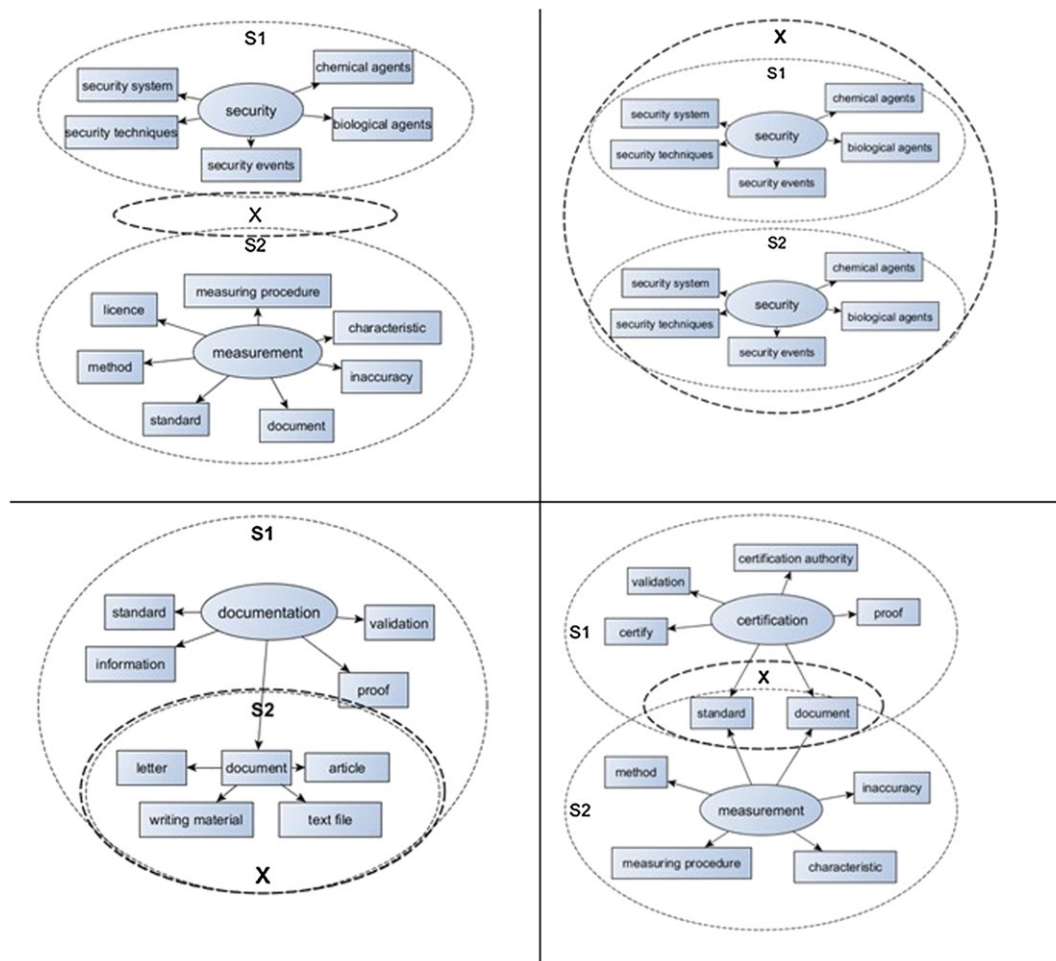 S1
chemical agents
security system
security
security techniques
biological agents
security events
X
S2
measuring procedure
licence
characteristic
measurement
method
inaccuracy
standard
document
X
S1
chemical agents
security system
security
security techniques
biological agents
security events
S2
chemical agents
security system
security
security techniques
biological agents
security events
S1
standard
documentation
validation
information
proof
S2
letter
document
article
writing material
text file
X
certification authority
validation
proof
S1
certify
certification
X
standard
document
method
inaccuracy
S2
measurement
measuring procedure
characteristic